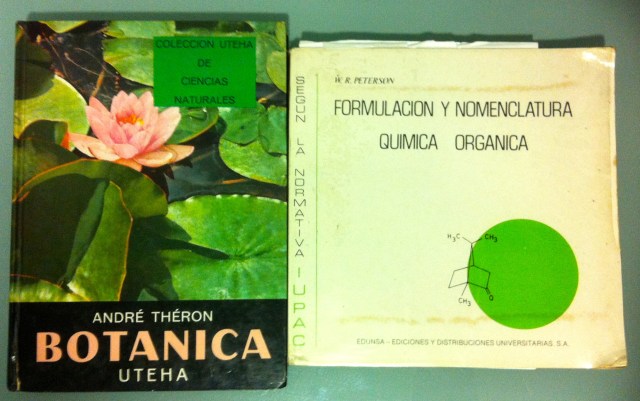 COLECCION UTEHA
DE
CIENCIAS
NATURALES
ANDRÉ THÉRON
BOTANICA
UTEHA
SEGUN LA NORMATIVA IUPAC
W. R. PETERSON
FORMULACION Y NOMENCLATURA
QUIMICA ORGANICA
H₃C CH₃
CH₃ O
EDUNSA - EDICIONES Y DISTRIBUCIONES UNIVERSITARIAS, S.A.